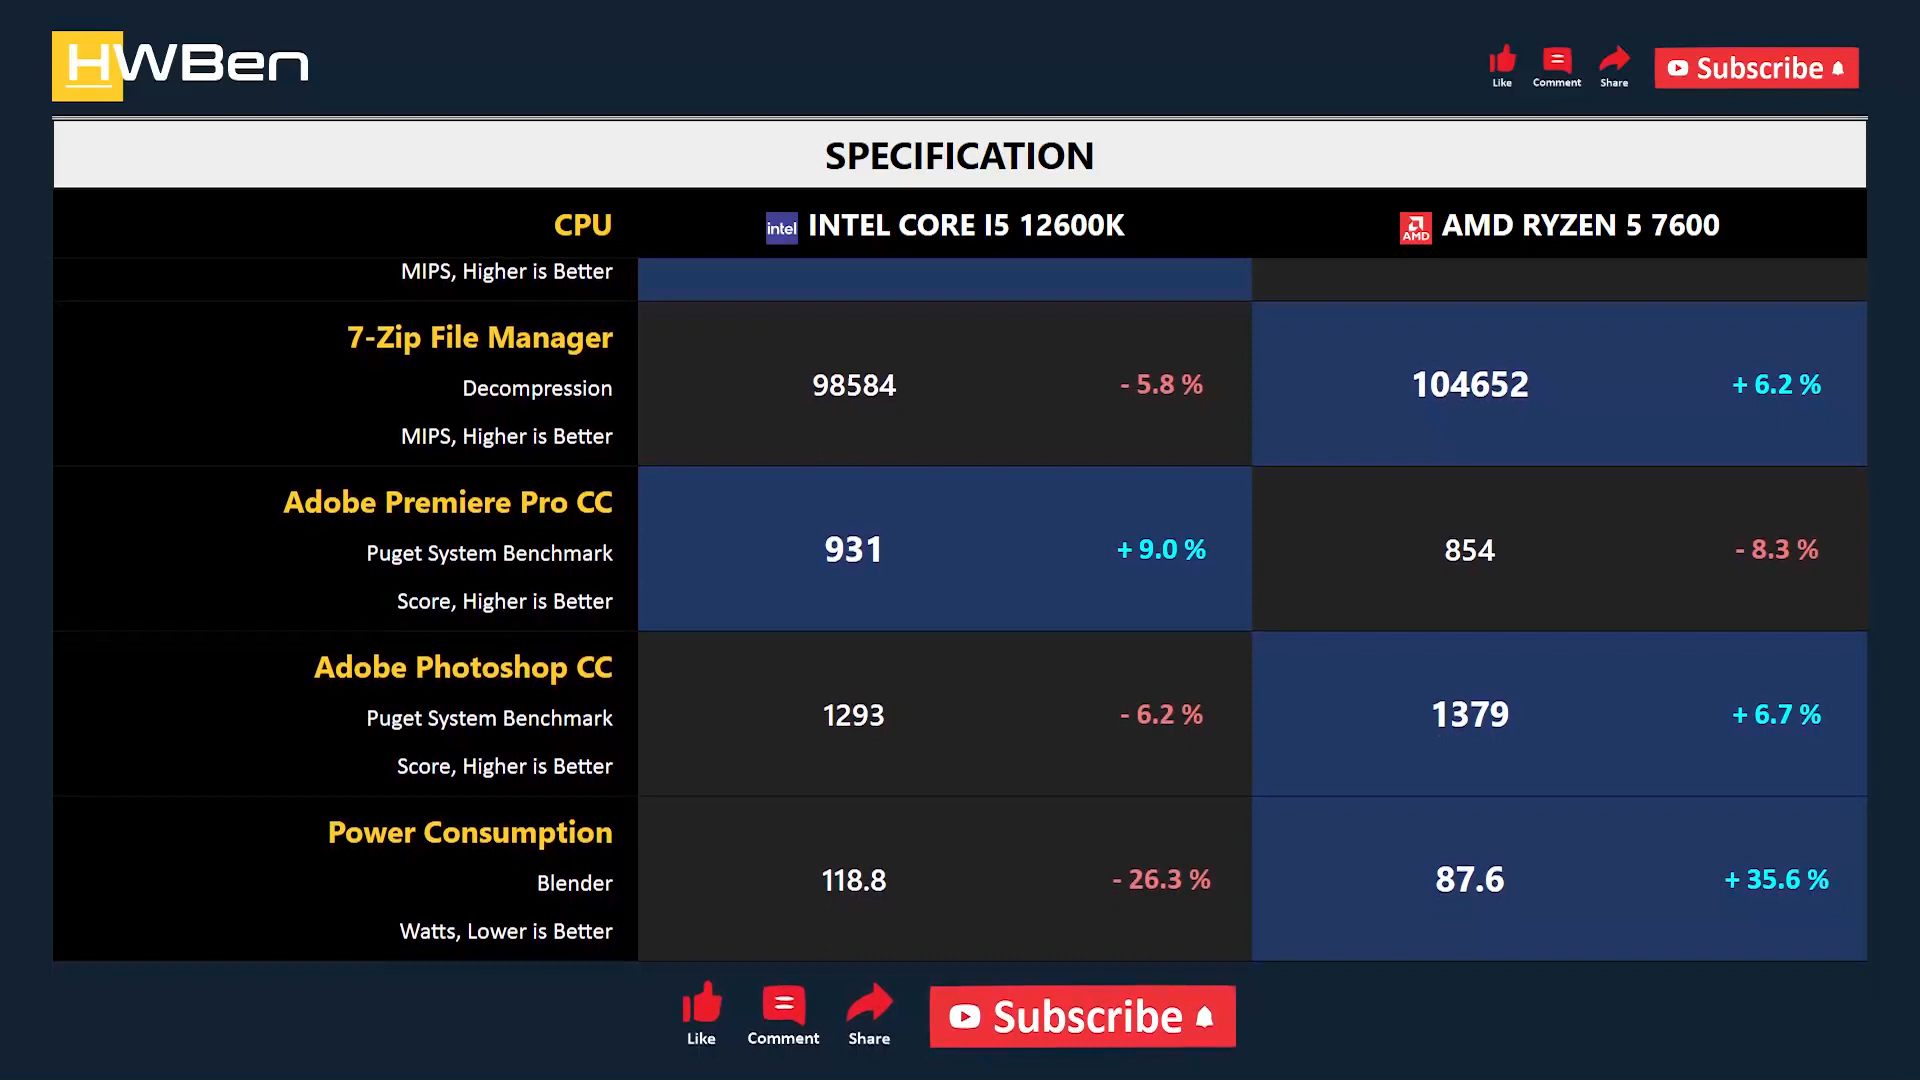 HWBen
Like
Comment
Share
Subscribe
SPECIFICATION
CPU
intel INTEL CORE I5 12600K
AMD AMD RYZEN 5 7600
MIPS, Higher is Better
7-Zip File Manager
Decompression
MIPS, Higher is Better
98584
- 5.8 %
104652
+ 6.2 %
Adobe Premiere Pro CC
Puget System Benchmark
Score, Higher is Better
931
+ 9.0 %
854
- 8.3 %
Adobe Photoshop CC
Puget System Benchmark
Score, Higher is Better
1293
- 6.2 %
1379
+ 6.7 %
Power Consumption
Blender
Watts, Lower is Better
118.8
- 26.3 %
87.6
+ 35.6 %
Like
Comment
Share
Subscribe